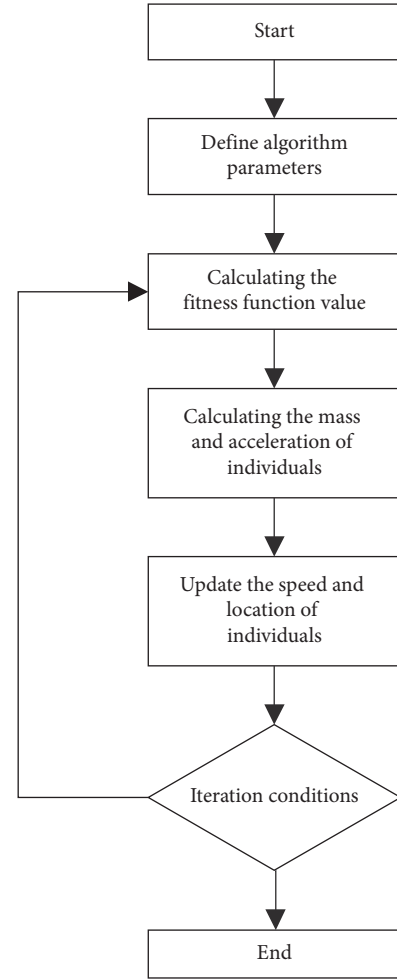 Start
Define algorithm
parameters
Calculating the
fitness function value
Calculating the mass
and acceleration of
individuals
Update the speed and
location of
individuals
Iteration conditions
End